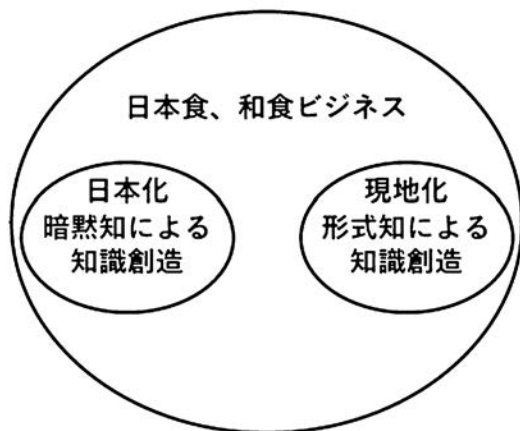 日本食、和食ビジネス
日本化
暗黙知による
知識創造
現地化
形式知による
知識創造